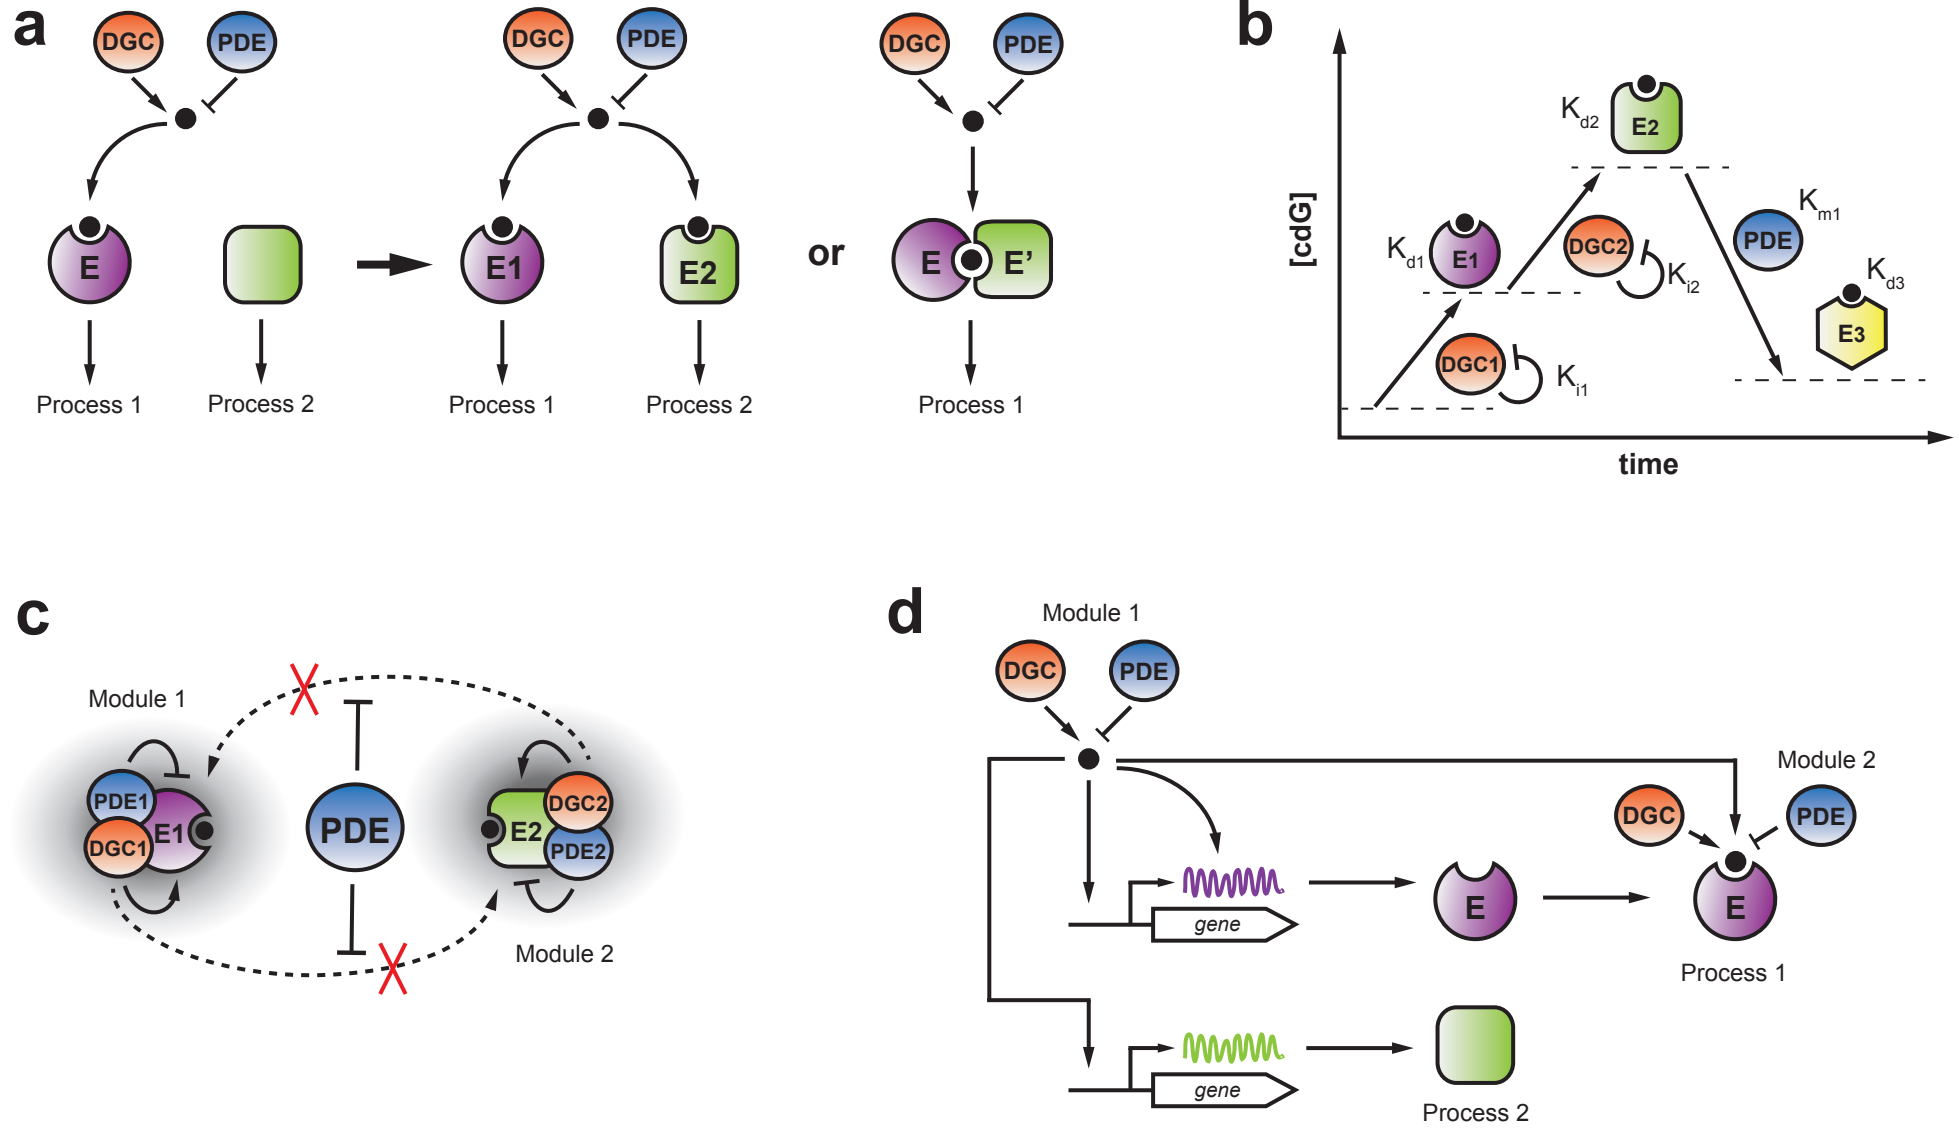 a
DGC PDE
E
Process 1 Process 2
DGC PDE
E1 E2
Process 1 Process 2
or
DGC PDE
E E’
Process 1
b
[cdG]
time
DGC1 Ki1
Kd1 E1
DGC2 Ki2
Kd2 E2
PDE Km1
Kd3
E3
c
Module 1
PDE1
DGC1
E1
PDE
E2
DGC2
PDE2
Module 2
d
Module 1
DGC PDE
Module 2
DGC PDE
gene
E
E
Process 1
gene
Process 2